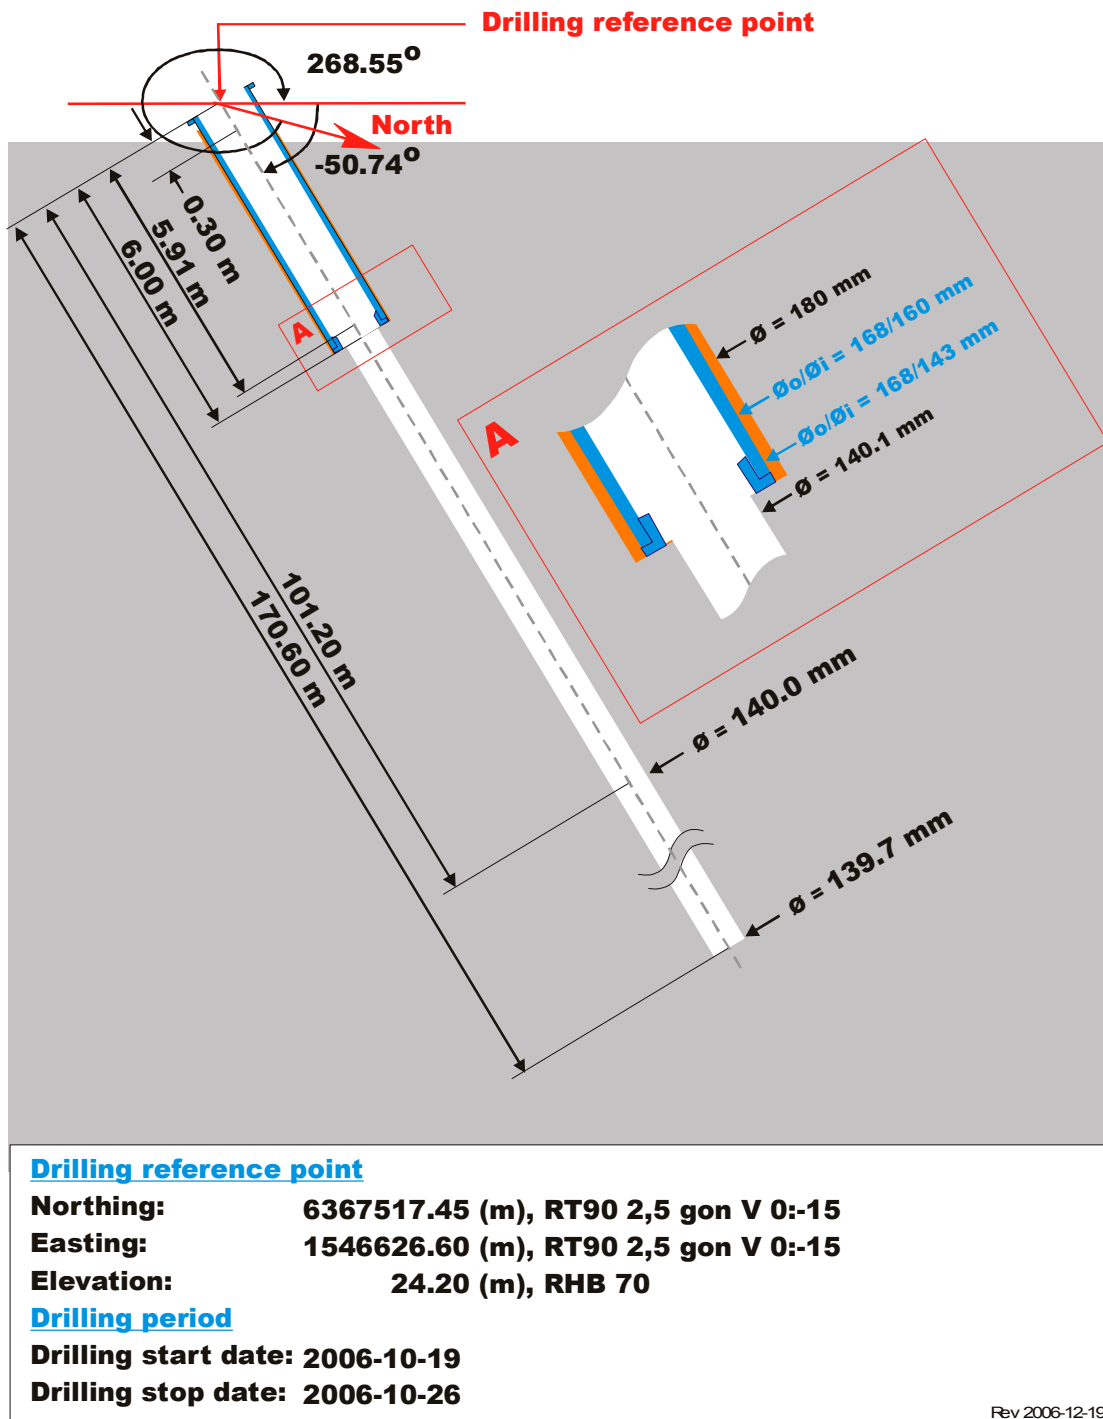 Drilling reference point
268.55°
North
-50.74°
0.30 m
5.91 m
6.00 m
A
ø = 180 mm
Øo/Øi = 168/160 mm
Øo/Øi = 168/143 mm
ø = 140.1 mm
A
101.20 m
170.60 m
ø = 140.0 mm
ø = 139.7 mm
Drilling reference point
Northing: 6367517.45 (m), RT90 2,5 gon V 0:-15
Easting: 1546626.60 (m), RT90 2,5 gon V 0:-15
Elevation: 24.20 (m), RHB 70
Drilling period
Drilling start date: 2006-10-19
Drilling stop date: 2006-10-26
Rev 2006-12-19